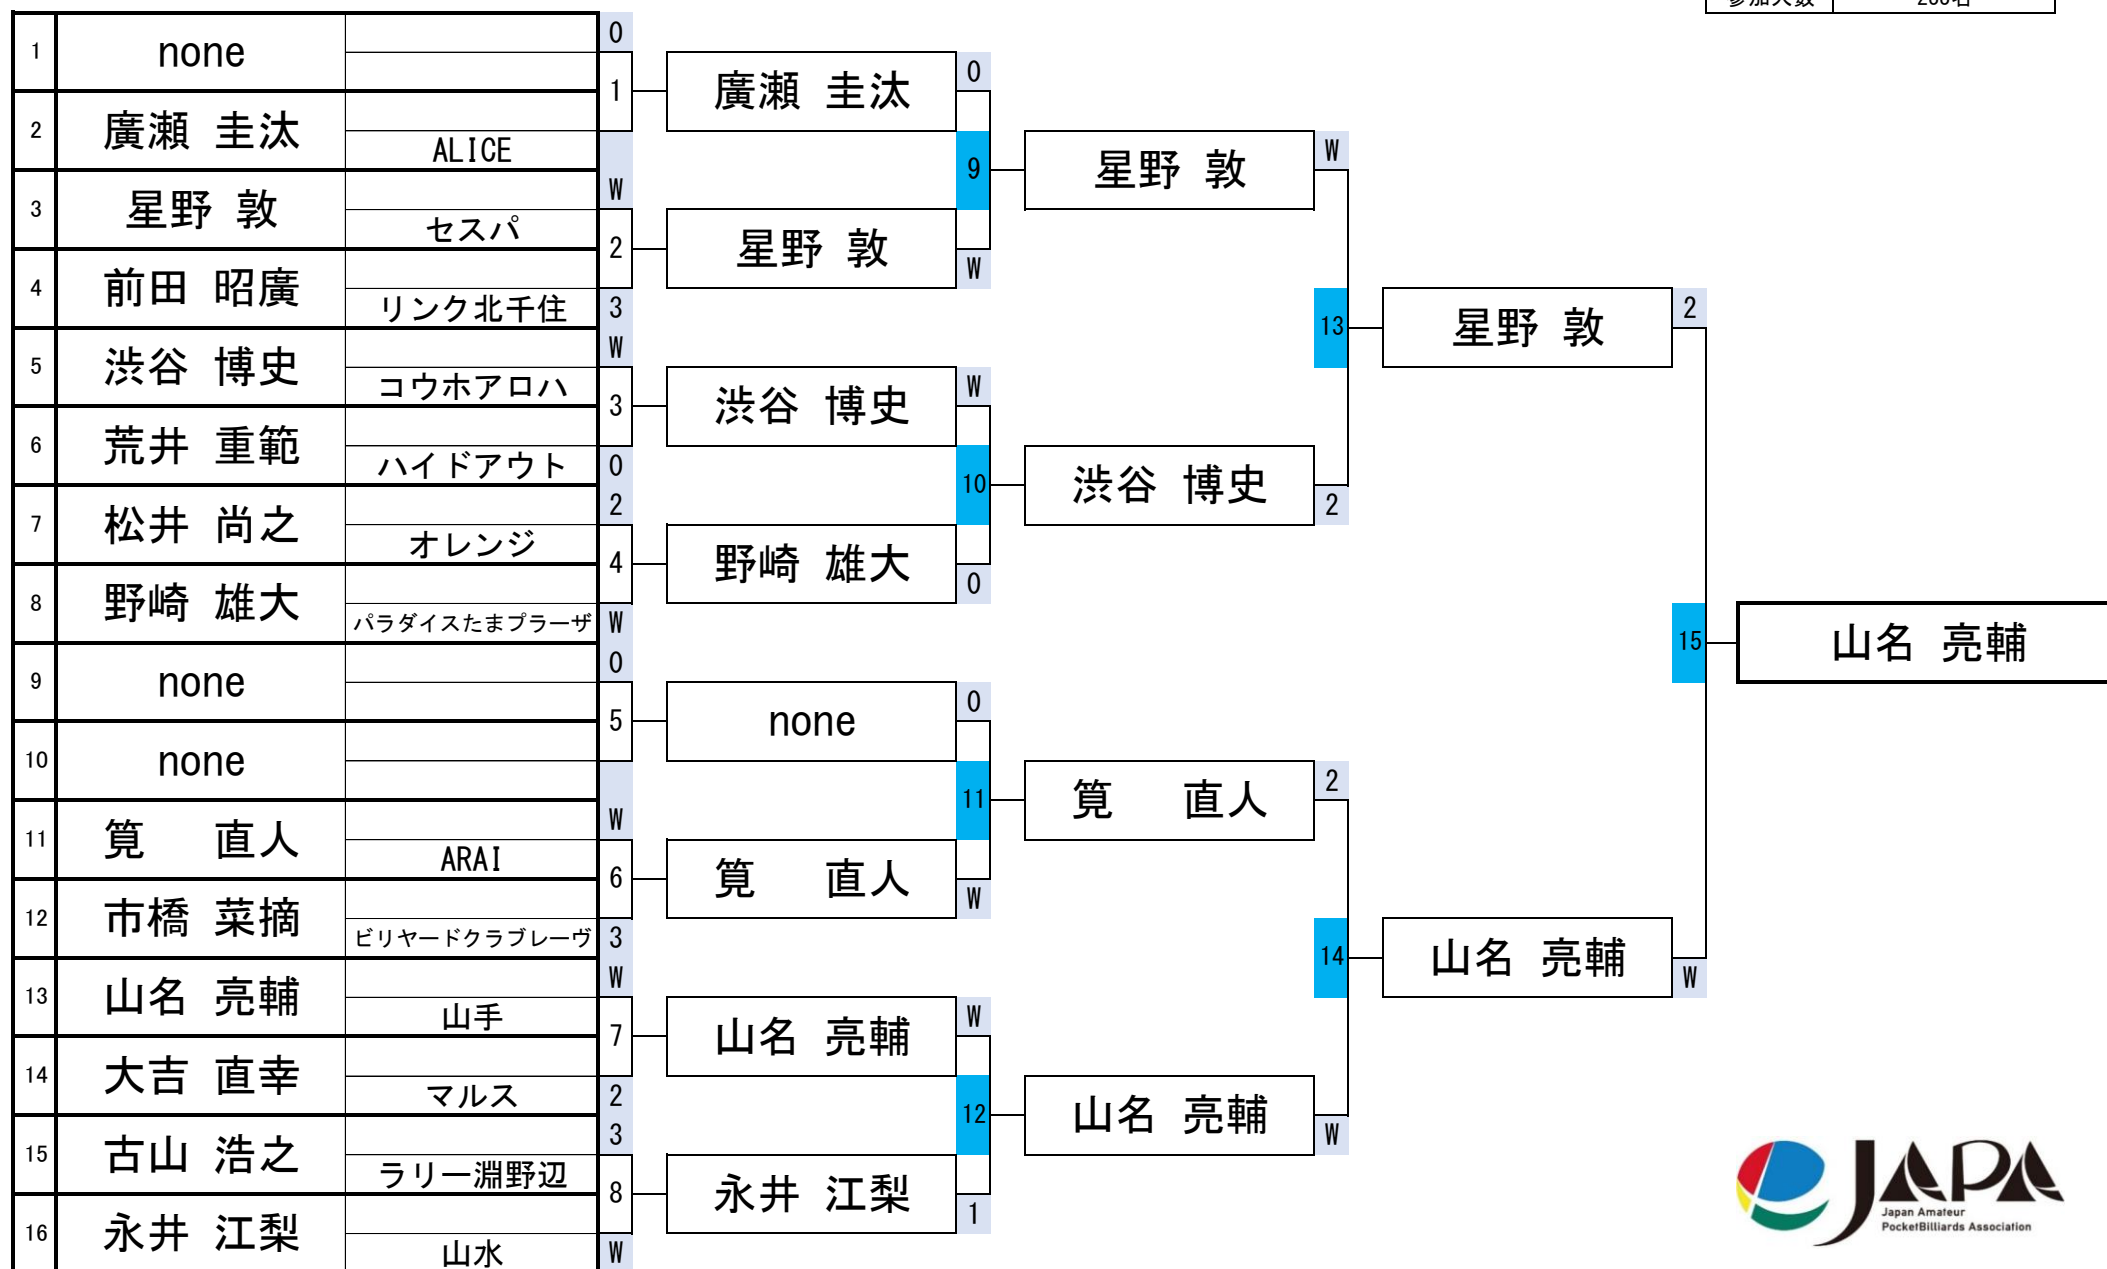 参加人数 200名
1 none 0
1
2 廣瀬 圭汰 ALICE
3 星野 敦 セスパ W
2
4 前田 昭廣 リンク北千住 3
5 渋谷 博史 コウホアロハ W
3
6 荒井 重範 ハイドアウト 0
7 松井 尚之 オレンジ 2
4
8 野崎 雄大 パラダイスたまプラーザ W
9 none 0
5
10 none
11 筧 直人 ARAI W
6
12 市橋 菜摘 ビリヤードクラブレーヴ 3
13 山名 亮輔 山手 W
7
14 大吉 直幸 マルス 2
15 古山 浩之 ラリー淵野辺 3
8
16 永井 江梨 山水 W
廣瀬 圭汰 0
9
星野 敦 W
渋谷 博史 W
10
野崎 雄大 0
none 0
11
筧 直人 W
山名 亮輔 W
12
永井 江梨 1
星野 敦 W
13
渋谷 博史 2
筧 直人 2
14
山名 亮輔 W
星野 敦 2
15
山名 亮輔 W
山名 亮輔
JAPA
Japan Amateur
PocketBilliards Association